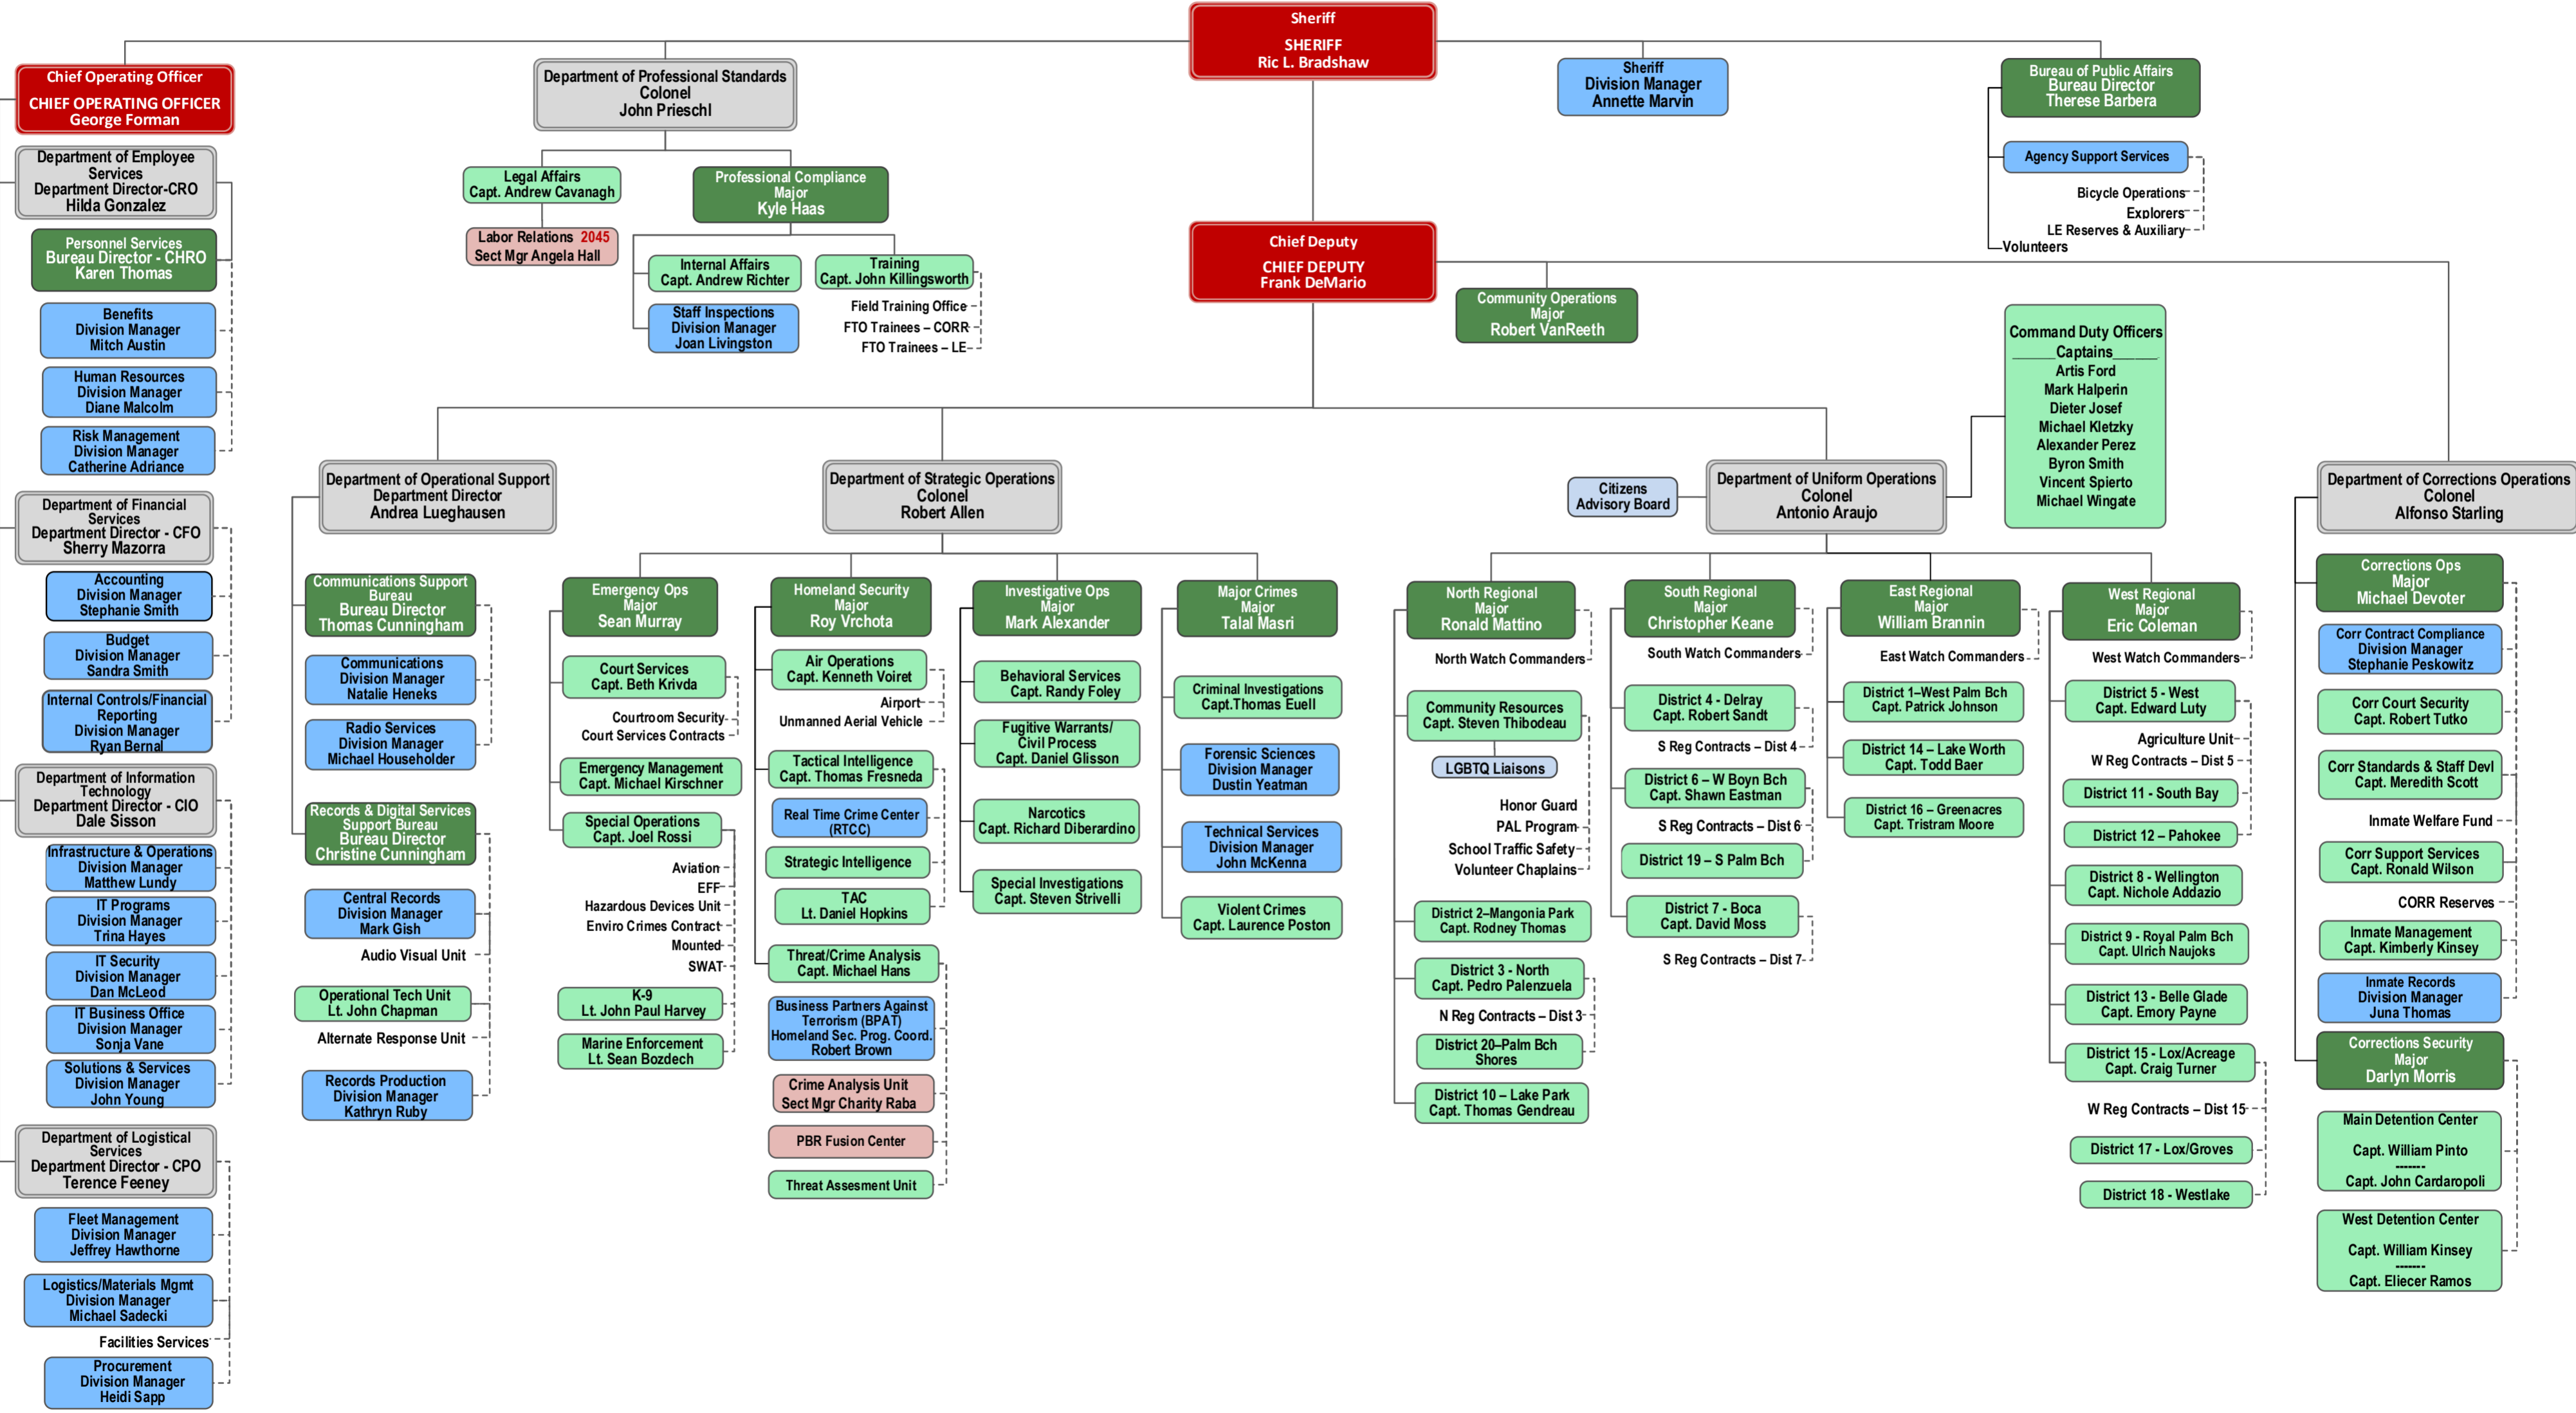 Sheriff
SHERIFF
Ric L. Bradshaw
Chief Operating Officer
CHIEF OPERATING OFFICER
George Forman
Department of Professional Standards
Colonel
John Prieschl
Sheriff
Division Manager
Annette Marvin
Bureau of Public Affairs
Bureau Director
Therese Barbera
Agency Support Services
Bicycle Operations
Explorers
LE Reserves & Auxiliary
Volunteers
Legal Affairs
Capt. Andrew Cavanagh
Labor Relations 2045
Sect Mgr Angela Hall
Professional Compliance
Major
Kyle Haas
Internal Affairs
Capt. Andrew Richter
Staff Inspections
Division Manager
Joan Livingston
Training
Capt. John Killingsworth
Field Training Office
FTO Trainees – CORR
FTO Trainees – LE
Chief Deputy
CHIEF DEPUTY
Frank DeMario
Community Operations
Major
Robert VanReeth
Command Duty Officers
______Captains______
Artis Ford
Mark Halperin
Dieter Josef
Michael Kletzky
Alexander Perez
Byron Smith
Vincent Spierto
Michael Wingate
Department of Employee
Services
Department Director-CRO
Hilda Gonzalez
Personnel Services
Bureau Director - CHRO
Karen Thomas
Benefits
Division Manager
Mitch Austin
Human Resources
Division Manager
Diane Malcolm
Risk Management
Division Manager
Catherine Adriance
Department of Financial
Services
Department Director - CFO
Sherry Mazorra
Accounting
Division Manager
Stephanie Smith
Budget
Division Manager
Sandra Smith
Internal Controls/Financial
Reporting
Division Manager
Ryan Bernal
Department of Information
Technology
Department Director - CIO
Dale Sisson
Infrastructure & Operations
Division Manager
Matthew Lundy
IT Programs
Division Manager
Trina Hayes
IT Security
Division Manager
Dan McLeod
IT Business Office
Division Manager
Sonja Vane
Solutions & Services
Division Manager
John Young
Department of Logistical
Services
Department Director - CPO
Terence Feeney
Fleet Management
Division Manager
Jeffrey Hawthorne
Logistics/Materials Mgmt
Division Manager
Michael Sadecki
Facilities Services
Procurement
Division Manager
Heidi Sapp
Department of Operational Support
Department Director
Andrea Lueghausen
Communications Support
Bureau
Bureau Director
Thomas Cunningham
Communications
Division Manager
Natalie Heneks
Radio Services
Division Manager
Michael Householder
Records & Digital Services
Support Bureau
Bureau Director
Christine Cunningham
Central Records
Division Manager
Mark Gish
Audio Visual Unit
Operational Tech Unit
Lt. John Chapman
Alternate Response Unit
Records Production
Division Manager
Kathryn Ruby
Department of Strategic Operations
Colonel
Robert Allen
Emergency Ops
Major
Sean Murray
Court Services
Capt. Beth Krivda
Courtroom Security
Court Services Contracts
Emergency Management
Capt. Michael Kirschner
Special Operations
Capt. Joel Rossi
Aviation
EFF
Hazardous Devices Unit
Enviro Crimes Contract
Mounted
SWAT
K-9
Lt. John Paul Harvey
Marine Enforcement
Lt. Sean Bozdech
Homeland Security
Major
Roy Vrchota
Air Operations
Capt. Kenneth Voiret
Airport
Unmanned Aerial Vehicle
Tactical Intelligence
Capt. Thomas Fresneda
Real Time Crime Center
(RTCC)
Strategic Intelligence
TAC
Lt. Daniel Hopkins
Threat/Crime Analysis
Capt. Michael Hans
Business Partners Against
Terrorism (BPAT)
Homeland Sec. Prog. Coord.
Robert Brown
Crime Analysis Unit
Sect Mgr Charity Raba
PBR Fusion Center
Threat Assesment Unit
Investigative Ops
Major
Mark Alexander
Behavioral Services
Capt. Randy Foley
Fugitive Warrants/
Civil Process
Capt. Daniel Glisson
Narcotics
Capt. Richard Diberardino
Special Investigations
Capt. Steven Strivelli
Major Crimes
Major
Talal Masri
Criminal Investigations
Capt.Thomas Euell
Forensic Sciences
Division Manager
Dustin Yeatman
Technical Services
Division Manager
John McKenna
Violent Crimes
Capt. Laurence Poston
Citizens
Advisory Board
Department of Uniform Operations
Colonel
Antonio Araujo
North Regional
Major
Ronald Mattino
North Watch Commanders
Community Resources
Capt. Steven Thibodeau
LGBTQ Liaisons
Honor Guard
PAL Program
School Traffic Safety
Volunteer Chaplains
District 2–Mangonia Park
Capt. Rodney Thomas
District 3 - North
Capt. Pedro Palenzuela
N Reg Contracts – Dist 3
District 20–Palm Bch
Shores
District 10 – Lake Park
Capt. Thomas Gendreau
South Regional
Major
Christopher Keane
South Watch Commanders
District 4 - Delray
Capt. Robert Sandt
S Reg Contracts – Dist 4
District 6 – W Boyn Bch
Capt. Shawn Eastman
S Reg Contracts – Dist 6
District 19 – S Palm Bch
District 7 - Boca
Capt. David Moss
S Reg Contracts – Dist 7
East Regional
Major
William Brannin
East Watch Commanders
District 1–West Palm Bch
Capt. Patrick Johnson
District 14 – Lake Worth
Capt. Todd Baer
District 16 – Greenacres
Capt. Tristram Moore
West Regional
Major
Eric Coleman
West Watch Commanders
District 5 - West
Capt. Edward Luty
Agriculture Unit
W Reg Contracts – Dist 5
District 11 - South Bay
District 12 – Pahokee
District 8 - Wellington
Capt. Nichole Addazio
District 9 - Royal Palm Bch
Capt. Ulrich Naujoks
District 13 - Belle Glade
Capt. Emory Payne
District 15 - Lox/Acreage
Capt. Craig Turner
W Reg Contracts – Dist 15
District 17 - Lox/Groves
District 18 - Westlake
Department of Corrections Operations
Colonel
Alfonso Starling
Corrections Ops
Major
Michael Devoter
Corr Contract Compliance
Division Manager
Stephanie Peskowitz
Corr Court Security
Capt. Robert Tutko
Corr Standards & Staff Devl
Capt. Meredith Scott
Inmate Welfare Fund
Corr Support Services
Capt. Ronald Wilson
CORR Reserves
Inmate Management
Capt. Kimberly Kinsey
Inmate Records
Division Manager
Juna Thomas
Corrections Security
Major
Darlyn Morris
Main Detention Center
Capt. William Pinto
-------
Capt. John Cardaropoli
West Detention Center
Capt. William Kinsey
-------
Capt. Eliecer Ramos